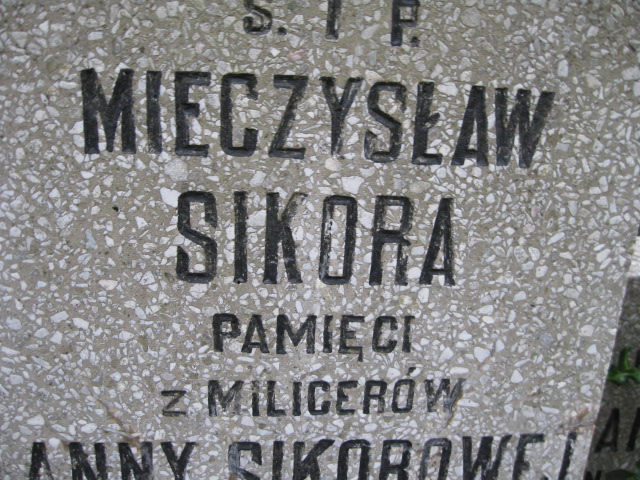 Ś. I P.
MIECZYSŁAW
SIKORA
PAMIĘCI
z MILICERÓW
ANNY SIKOROWEJ